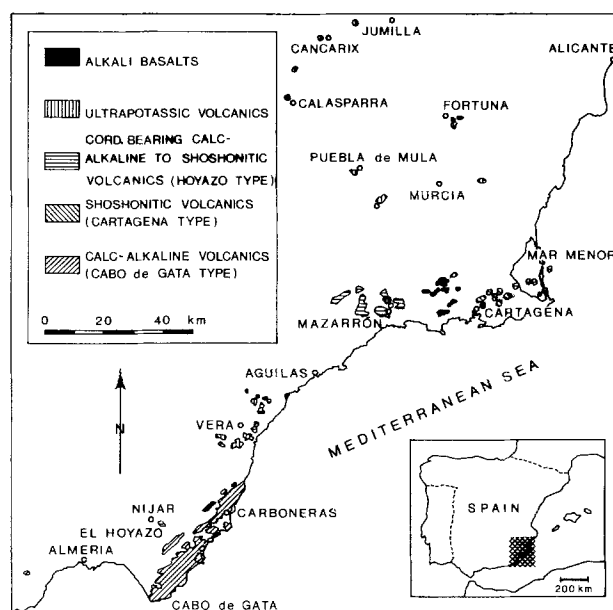 ALKALI BASALTS
ULTRAPOTASSIC VOLCANICS
CORD. BEARING CALC-
ALKALINE TO SHOSHONITIC
VOLCANICS (HOYAZO TYPE)
SHOSHONITIC VOLCANICS
(CARTAGENA TYPE)
CALC-ALKALINE VOLCANICS
(CABO de GATA TYPE)
0 20 40 60
km
JUMILLA
CANCARIX
ALICANTE
CALASPARRA
FORTUNA
PUEBLA de MULA
MURCIA
MAR MENOR
CARTAGENA
MAZARRÓN
AGUILAS
MEDITERRANEAN SEA
N
VERA
NIJAR
CARBONERAS
EL HOYAZO
ALMERIA
CABO de GATA
SPAIN
200 km